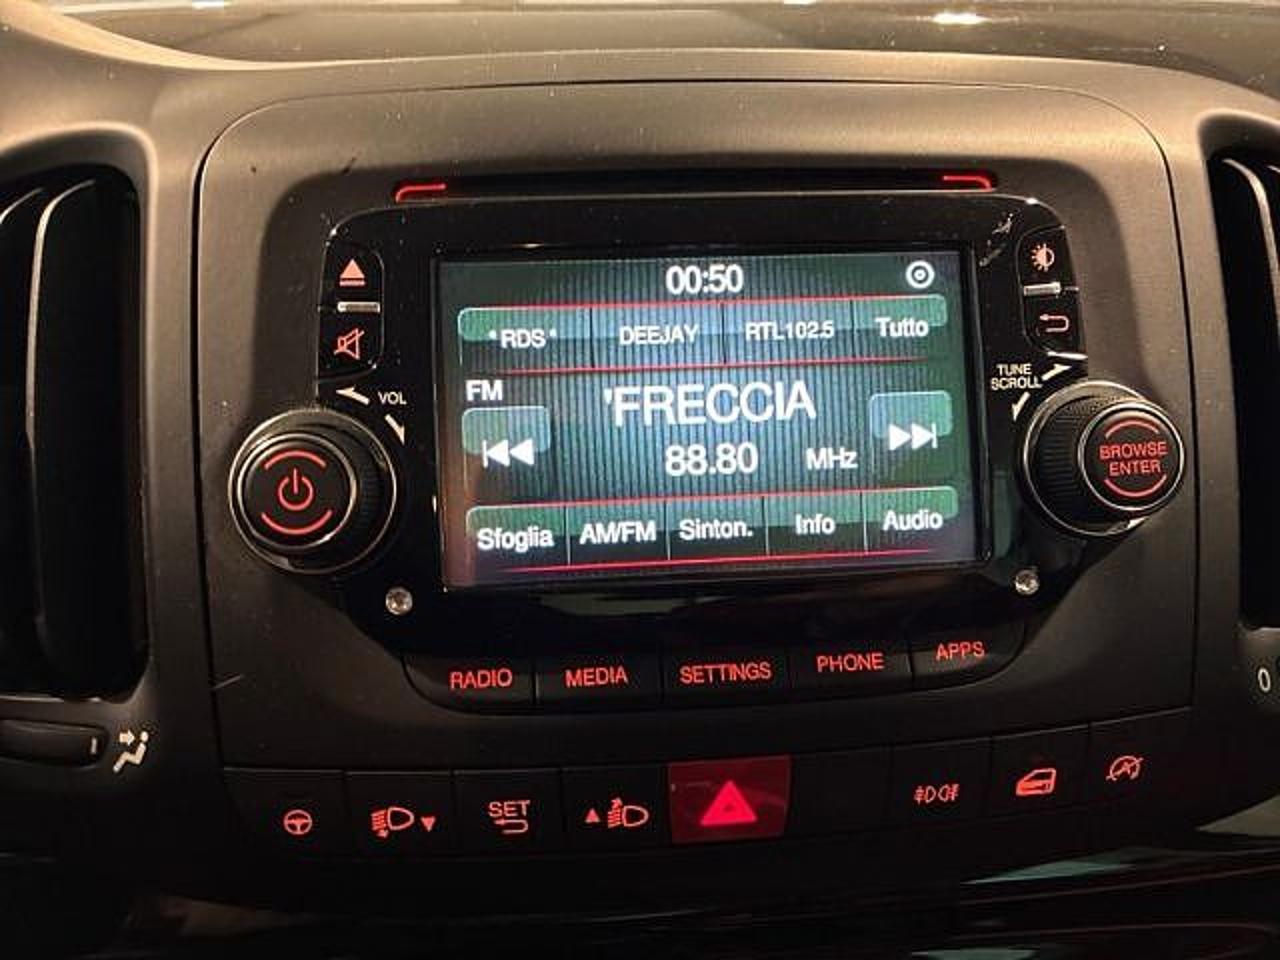 00:50
*RDS* DEEJAY RTL102.5 Tutto
VOL
TUNE
SCROLL
FM
'FRECCIA
88.80 MHz
BROWSE
ENTER
Sfoglia AM/FM Sinton. Info Audio
RADIO MEDIA SETTINGS PHONE APPS
0
SET